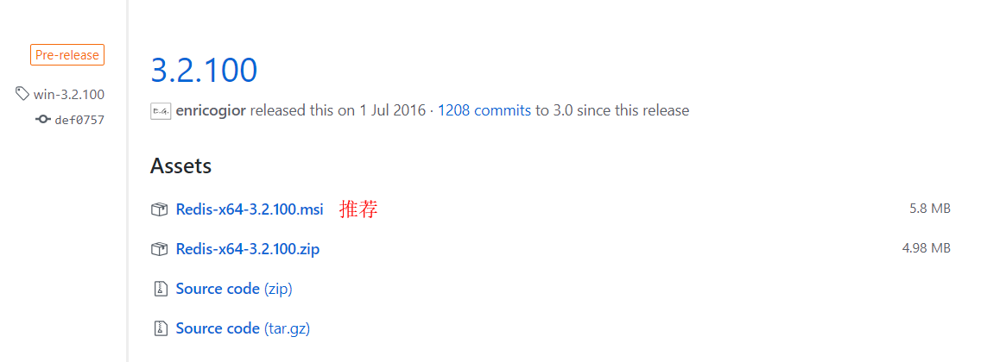 Pre-release
win-3.2.100
def0757
3.2.100
E.G. enricogior released this on 1 Jul 2016 · 1208 commits to 3.0 since this release
Assets
Redis-x64-3.2.100.msi 推荐 5.8 MB
Redis-x64-3.2.100.zip 4.98 MB
Source code (zip)
Source code (tar.gz)